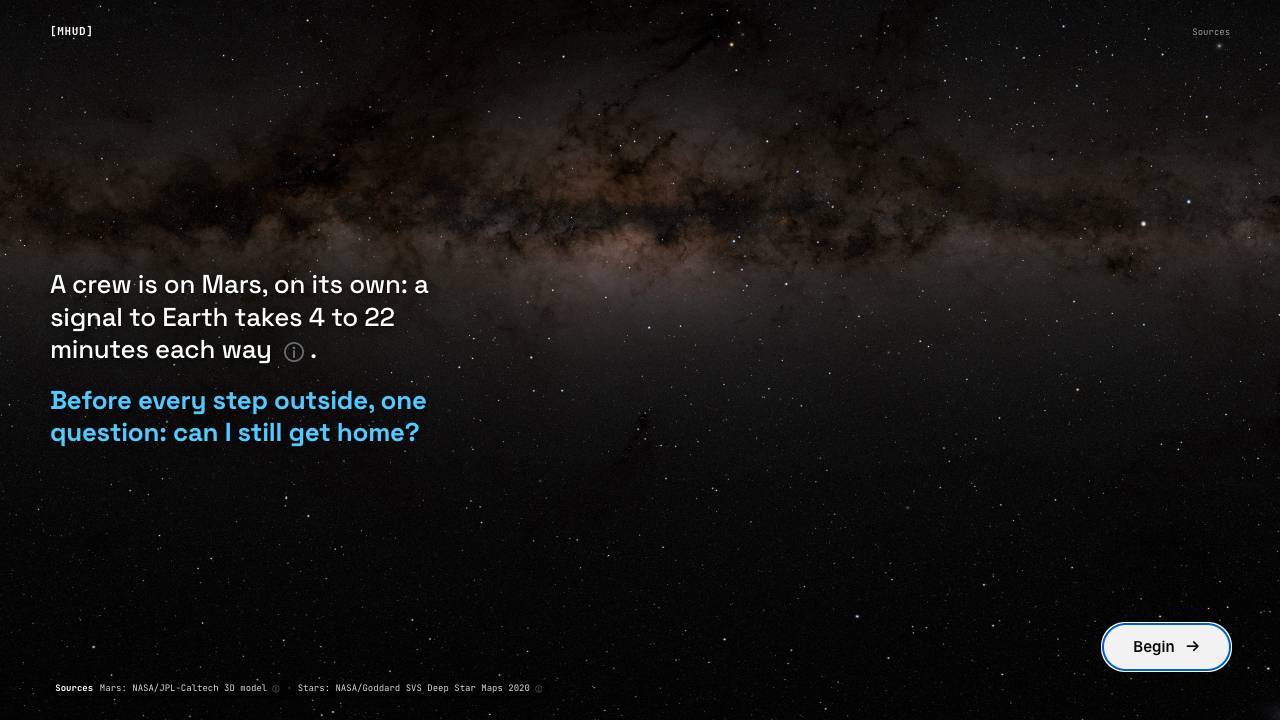 [MHUD]
Sources
A crew is on Mars, on its own: a
signal to Earth takes 4 to 22
minutes each way ⓘ .
Before every step outside, one
question: can I still get home?
Begin →
Sources Mars: NASA/JPL-Caltech 3D model ⓘ · Stars: NASA/Goddard SVS Deep Star Maps 2020 ⓘ